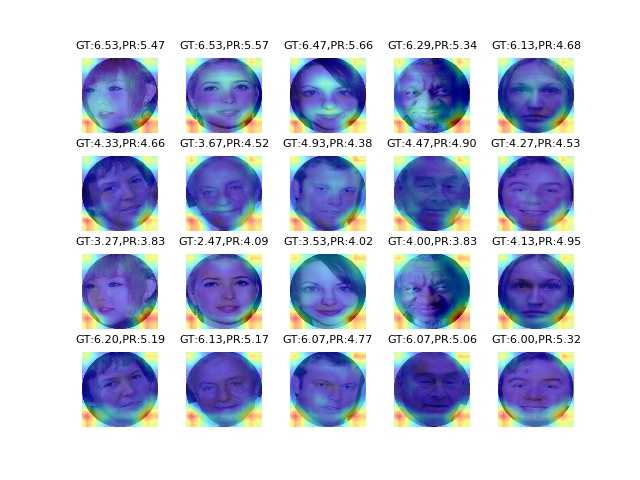 GT:6.53,PR:5.47 GT:6.53,PR:5.57 GT:6.47,PR:5.66 GT:6.29,PR:5.34 GT:6.13,PR:4.68
GT:4.33,PR:4.66 GT:3.67,PR:4.52 GT:4.93,PR:4.38 GT:4.47,PR:4.90 GT:4.27,PR:4.53
GT:3.27,PR:3.83 GT:2.47,PR:4.09 GT:3.53,PR:4.02 GT:4.00,PR:3.83 GT:4.13,PR:4.95
GT:6.20,PR:5.19 GT:6.13,PR:5.17 GT:6.07,PR:4.77 GT:6.07,PR:5.06 GT:6.00,PR:5.32